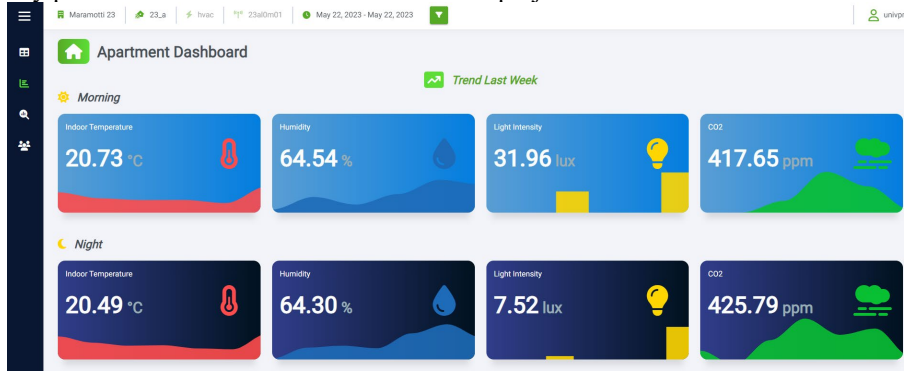 Maramotti 23 23_a hvac 23al0m01 May 22, 2023 - May 22, 2023
Apartment Dashboard
Trend Last Week
Morning
Indoor Temperature Humidity Light Intensity CO2
20.73 °C 64.54 % 31.96 lux 417.65 ppm
Night
Indoor Temperature Humidity Light Intensity CO2
20.49 °C 64.30 % 7.52 lux 425.79 ppm